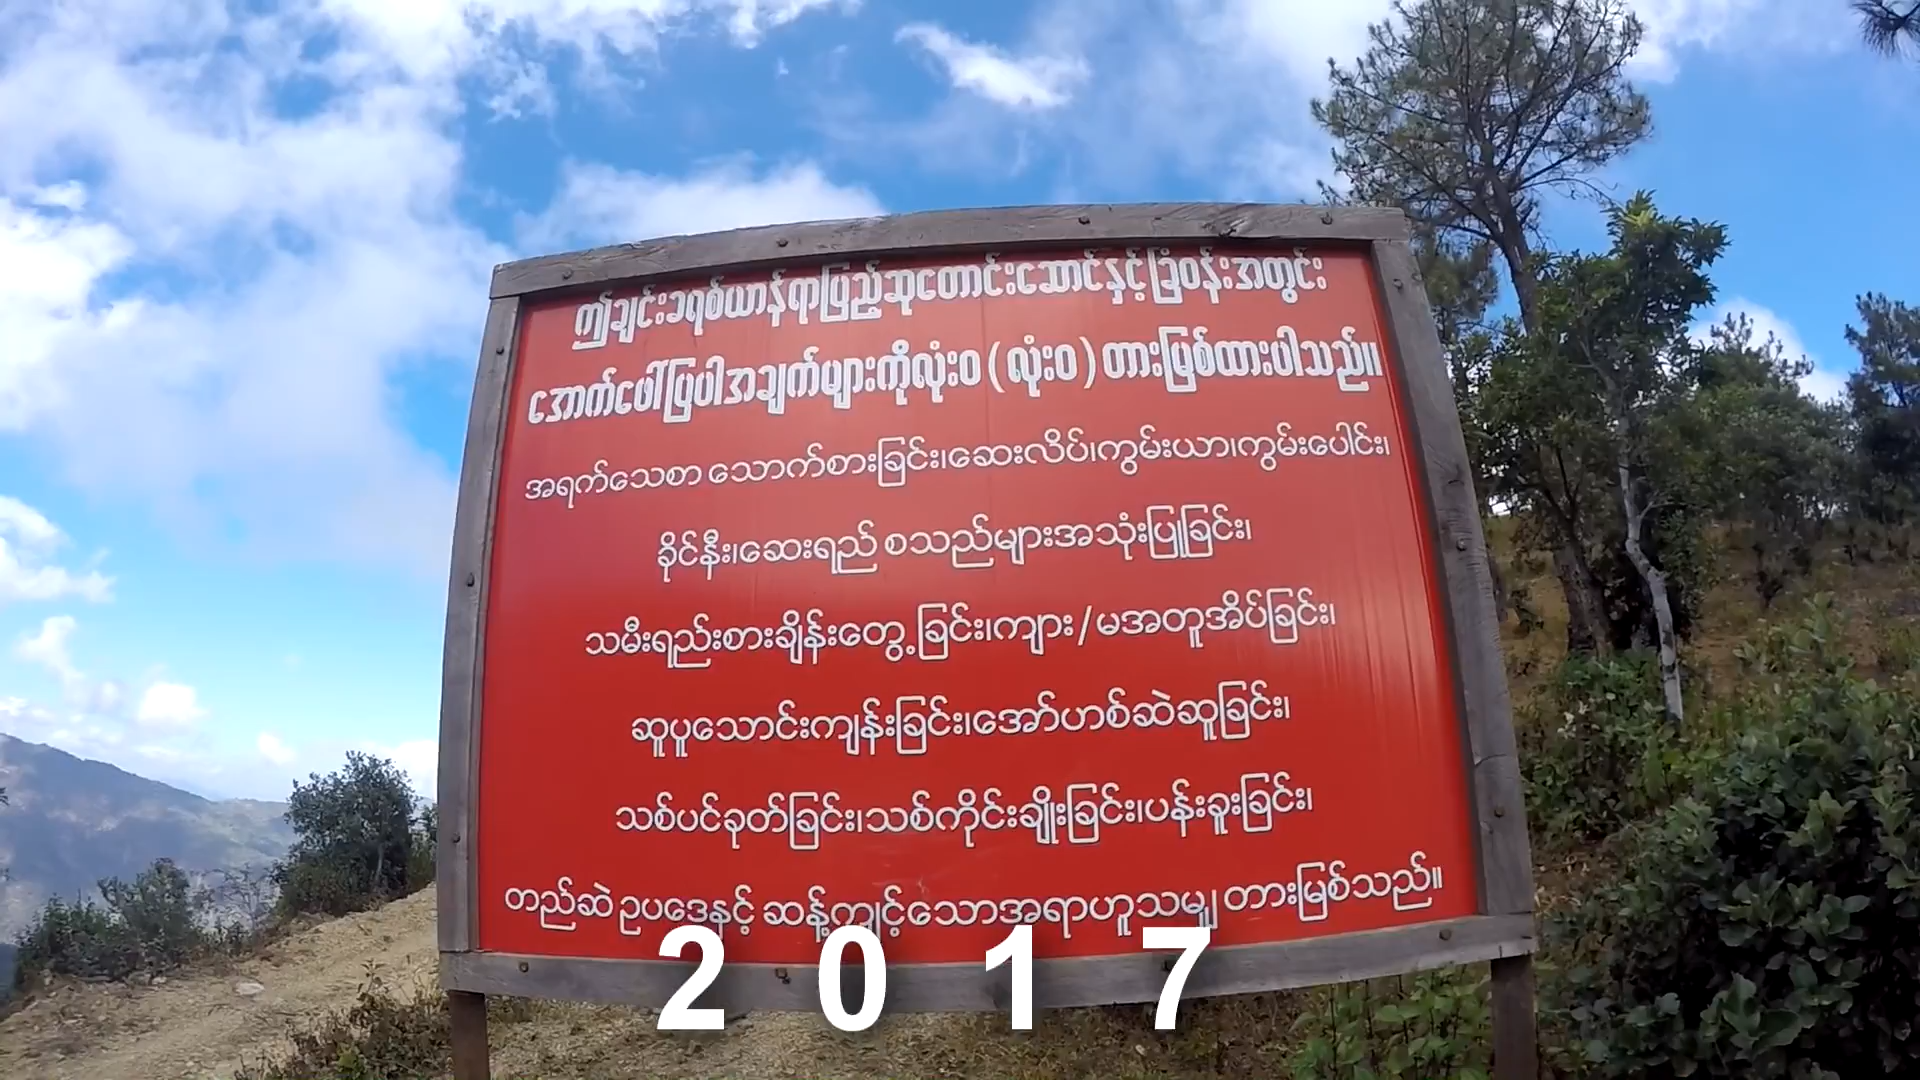 ဤချင်းခရစ်ယာန်ရာပြည့်ဆုတောင်းဆောင်နှင့်ခြံဝန်းအတွင်း
အောက်ဖေါ်ပြပါအချက်များကိုလုံးဝ(လုံးဝ)တားမြစ်ထားပါသည်။
အရက်သေစာ သောက်စားခြင်း၊ဆေးလိပ်၊ကွမ်းယာ၊ကွမ်းပေါင်း၊
ခိုင်နီး၊ဆေးရည် စသည်များအသုံးပြုခြင်း၊
သမီးရည်းစားချိန်းတွေ့ခြင်း၊ကျား/မအတူအိပ်ခြင်း၊
ဆူပူသောင်းကျန်းခြင်း၊အော်ဟစ်ဆဲဆူခြင်း၊
သစ်ပင်ခုတ်ခြင်း၊သစ်ကိုင်းချိုးခြင်း၊ပန်းခူးခြင်း၊
တည်ဆဲ ဥပဒေနှင့် ဆန့်ကျင့်သောအရာဟူသမျှ တားမြစ်သည်။
2017